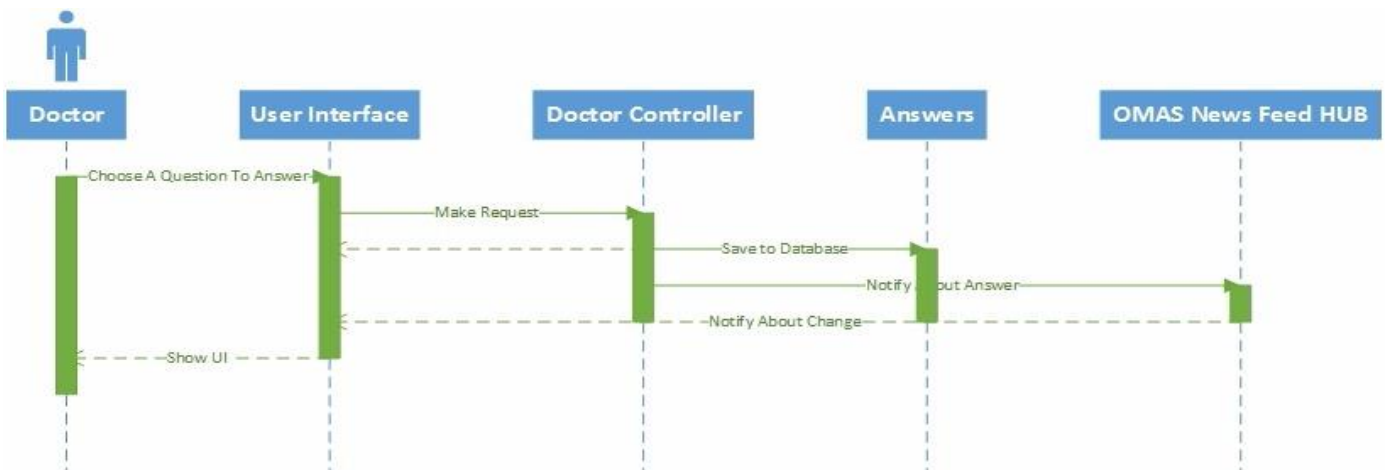 Doctor
User Interface
Doctor Controller
Answers
OMAS News Feed HUB
Choose A Question To Answer
Make Request
Save to Database
Notify About Answer
Notify About Change
Show UI